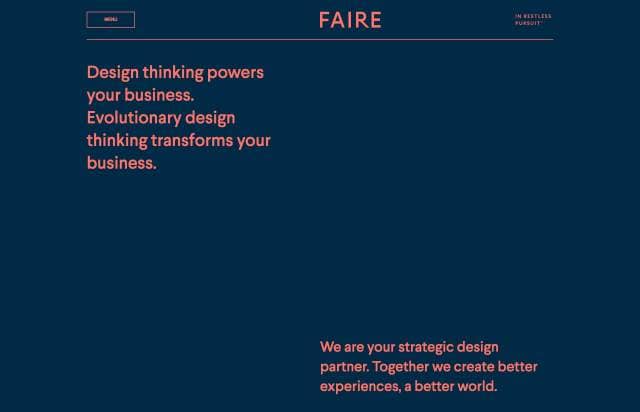 MENU
FAIRE
IN RESTLESS
PURSUIT™
Design thinking powers
your business.
Evolutionary design
thinking transforms your
business.
We are your strategic design
partner. Together we create better
experiences, a better world.